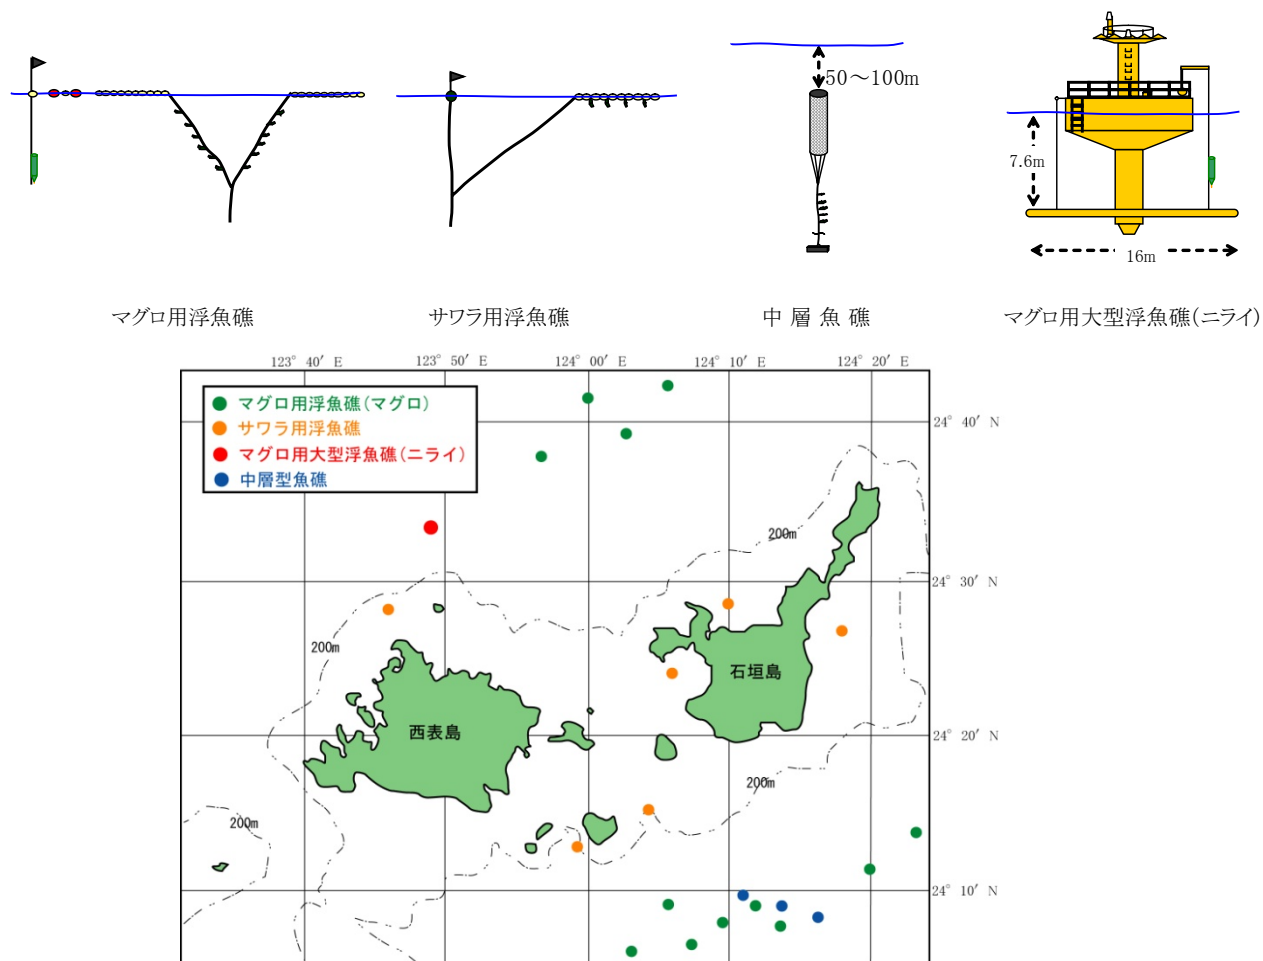 50～100m
7.6m
16m
マグロ用浮魚礁
サワラ用浮魚礁
中層魚礁
マグロ用大型浮魚礁(ニライ)
123° 40′ E
123° 50′ E
124° 00′ E
124° 10′ E
124° 20′ E
マグロ用浮魚礁(マグロ)
サワラ用浮魚礁
マグロ用大型浮魚礁(ニライ)
中層型魚礁
24° 40′ N
200m
24° 30′ N
200m
石垣島
西表島
24° 20′ N
200m
200m
24° 10′ N